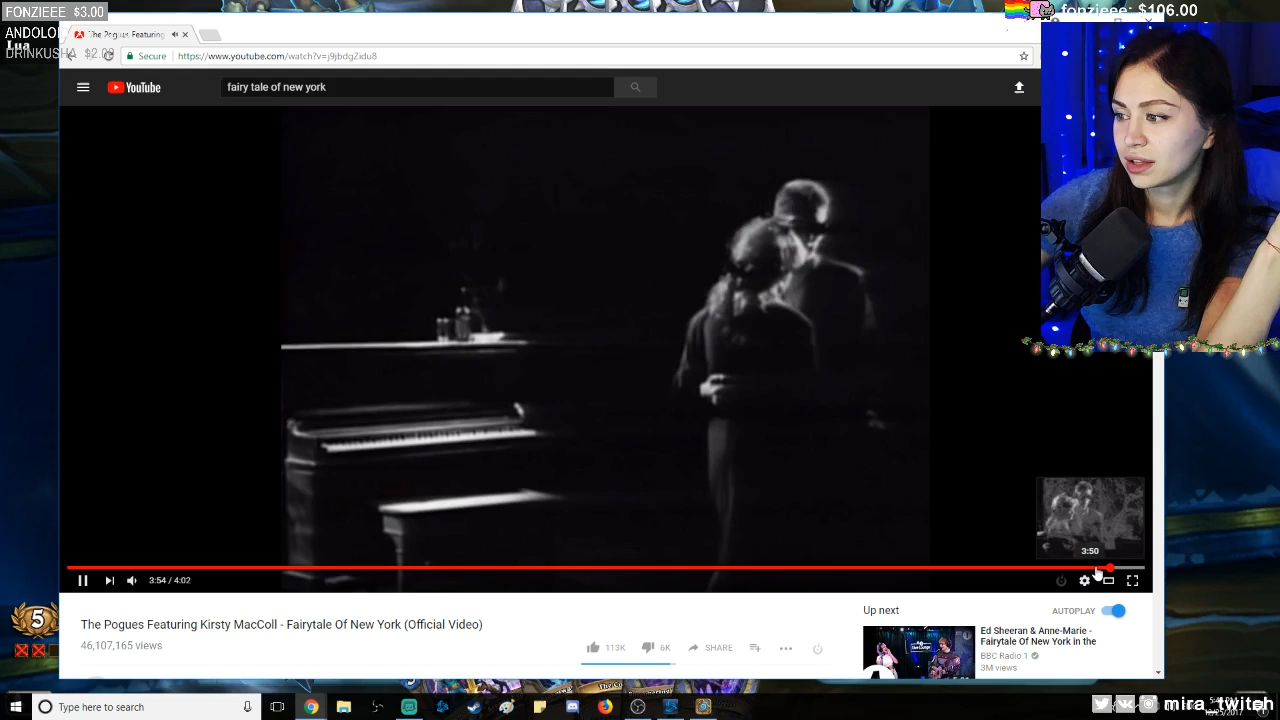 FONZIEEE $3.00
fonzieee: $106.00
ANDOLO
The Pogues Featuring
DRINKUSHA $2.00
Secure https://www.youtube.com/watch?v=j9jbdgZidu8
YouTube
fairy tale of new york
3:50
3:54 / 4:02
The Pogues Featuring Kirsty MacColl - Fairytale Of New York (Official Video)
46,107,165 views
113K
6K
SHARE
Up next
AUTOPLAY
Ed Sheeran & Anne-Marie -
Fairytale Of New York in the
BBC Radio 1
3M views
5
Type here to search
mira_twitch
12/25/2017